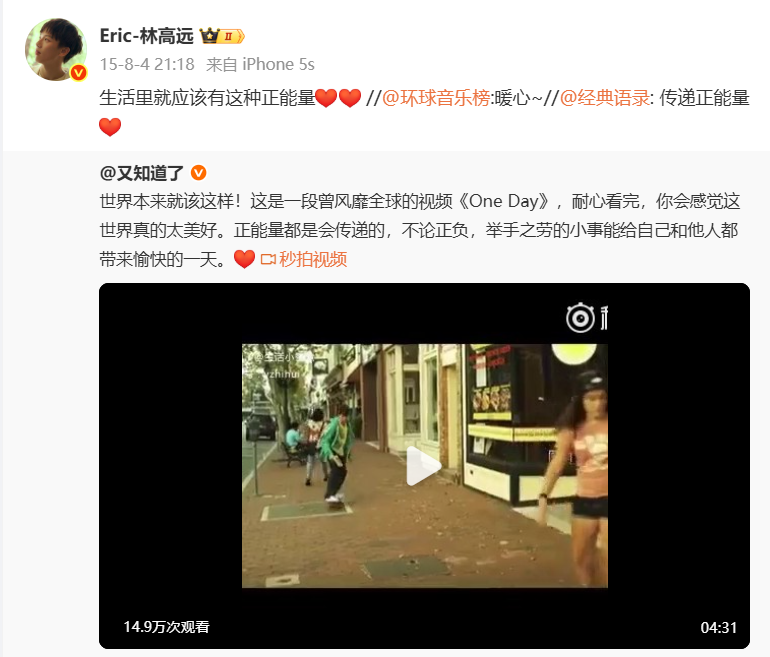 Eric-林高远
15-8-4 21:18 来自 iPhone 5s
生活里就应该有这种正能量❤️❤️ //@环球音乐榜:暖心~//@经典语录: 传递正能量
❤️
@又知道了
世界本来就该这样！这是一段曾风靡全球的视频《One Day》，耐心看完，你会感觉这
世界真的太美好。正能量都是会传递的，不论正负，举手之劳的小事能给自己和他人都
带来愉快的一天。❤️ 秒拍视频
14.9万次观看
04:31